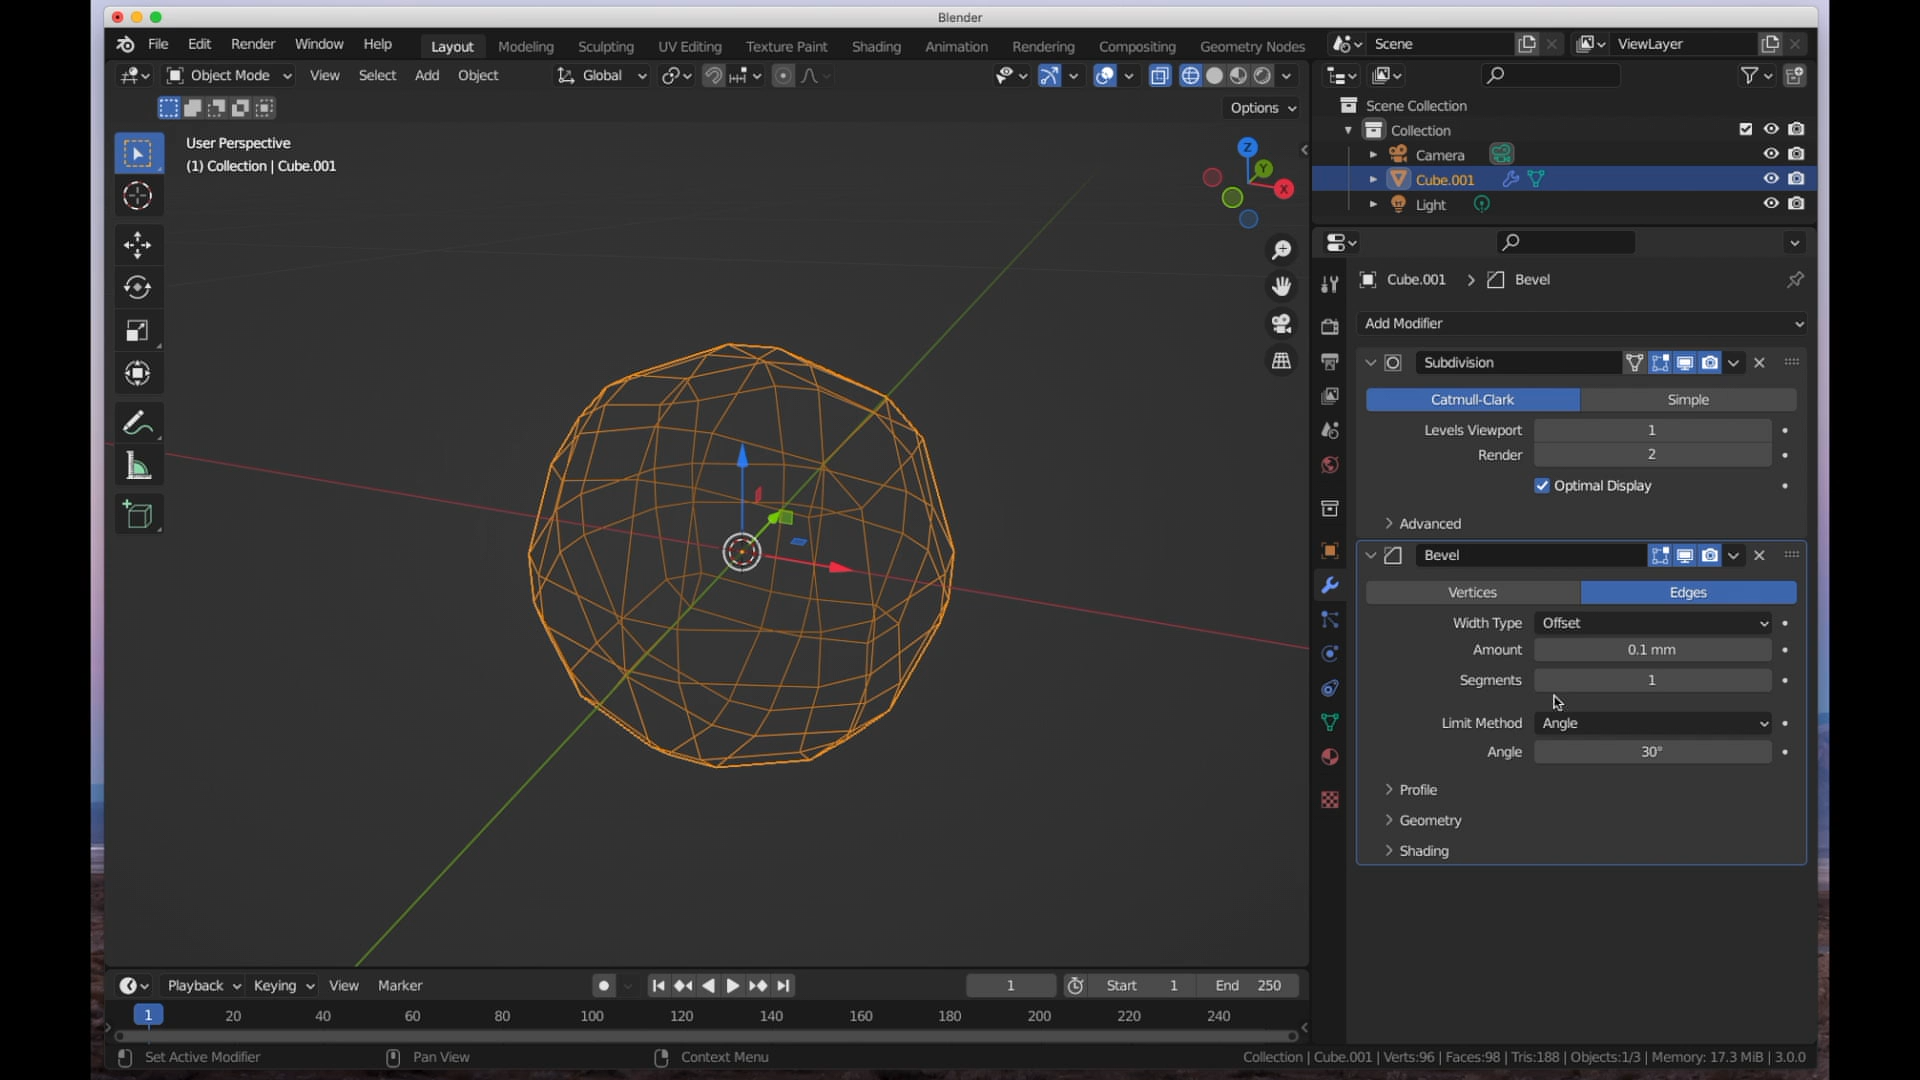 Blender
File Edit Render Window Help Layout Modeling Sculpting UV Editing Texture Paint Shading Animation Rendering Compositing Geometry Nodes Scene ViewLayer
Object Mode View Select Add Object Global
Options
User Perspective
(1) Collection | Cube.001
Z
Y
X
Scene Collection
Collection
Camera
Cube.001
Light
Cube.001 > Bevel
Add Modifier
Subdivision
Catmull-Clark Simple
Levels Viewport 1
Render 2
Optimal Display
Advanced
Bevel
Vertices Edges
Width Type Offset
Amount 0.1 mm
Segments 1
Limit Method Angle
Angle 30°
Profile
Geometry
Shading
Playback Keying View Marker 1 Start 1 End 250
1 20 40 60 80 100 120 140 160 180 200 220 240
Set Active Modifier Pan View Context Menu Collection | Cube.001 | Verts:96 | Faces:98 | Tris:188 | Objects:1/3 | Memory: 17.3 MiB | 3.0.0